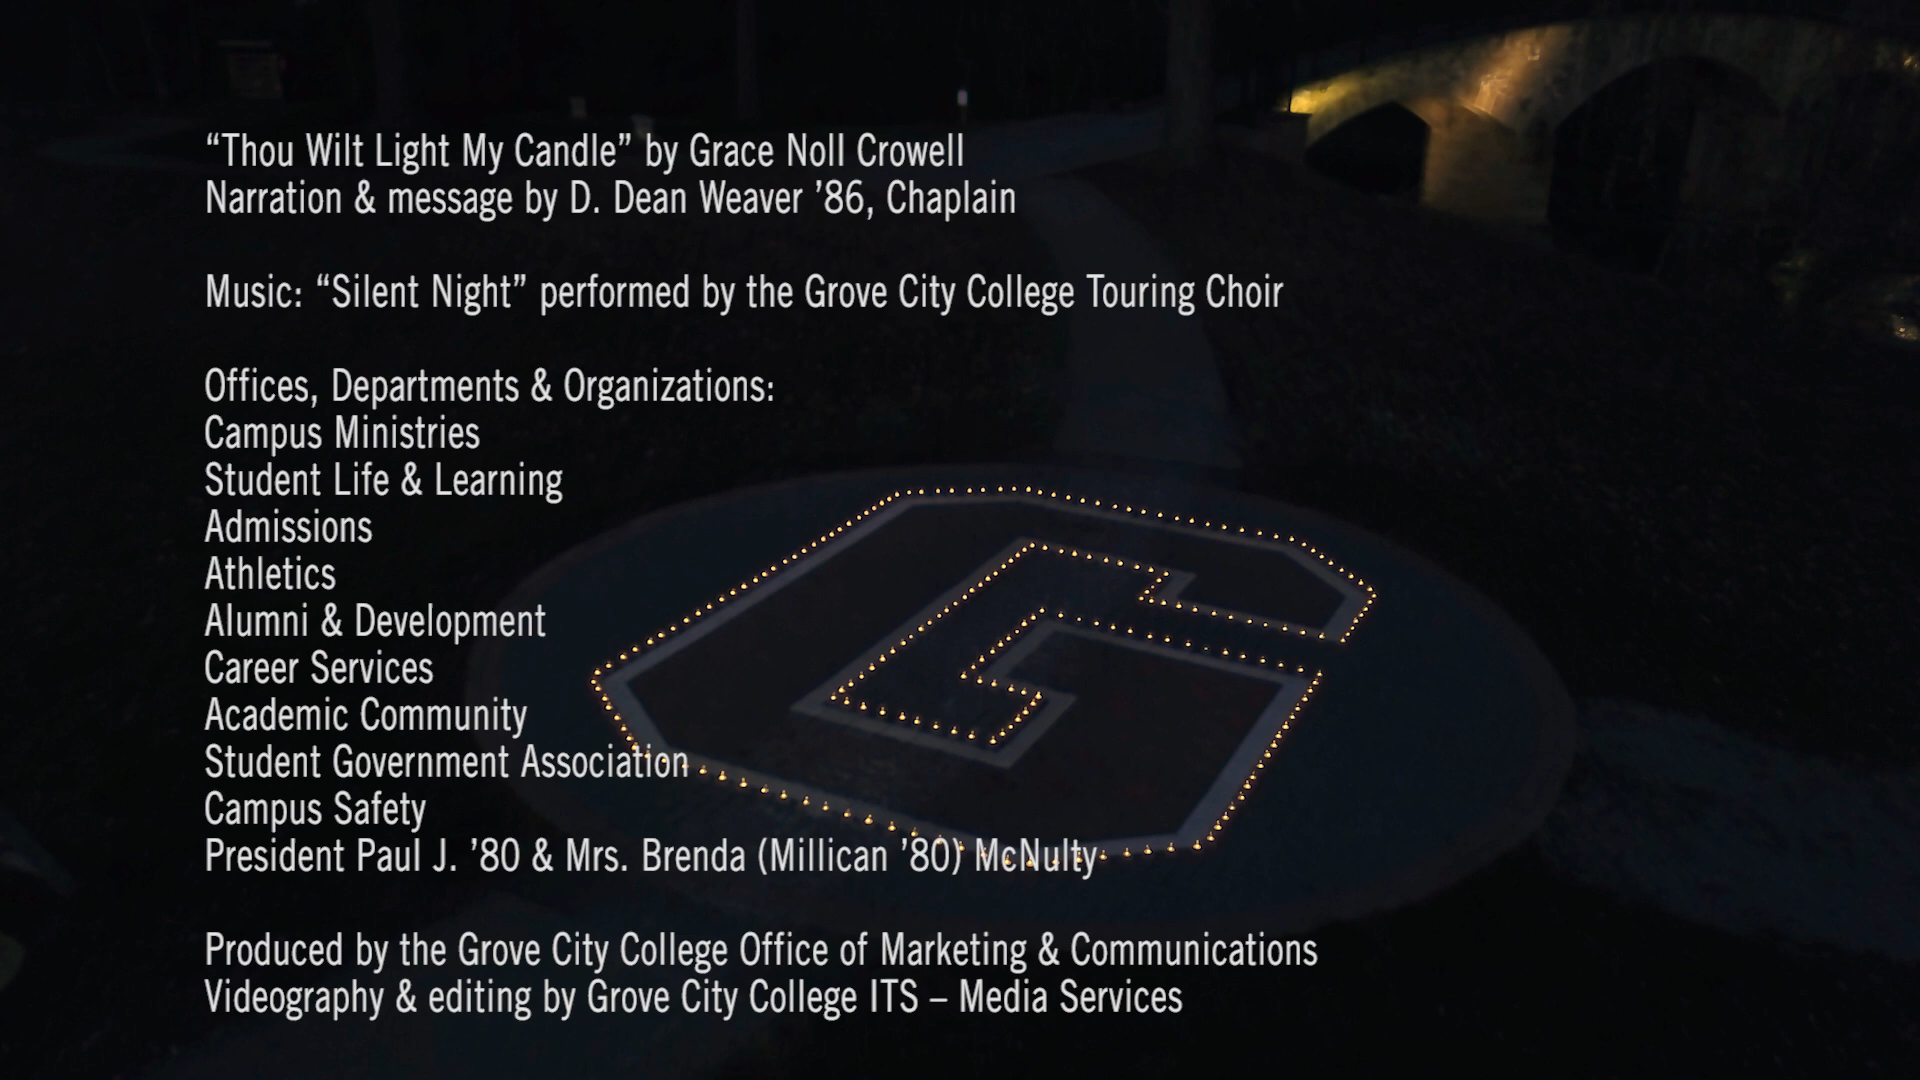 “Thou Wilt Light My Candle” by Grace Noll Crowell
Narration & message by D. Dean Weaver ’86, Chaplain
Music: “Silent Night” performed by the Grove City College Touring Choir
Offices, Departments & Organizations:
Campus Ministries
Student Life & Learning
Admissions
Athletics
Alumni & Development
Career Services
Academic Community
Student Government Association
Campus Safety
President Paul J. ’80 & Mrs. Brenda (Millican ’80) McNulty
Produced by the Grove City College Office of Marketing & Communications
Videography & editing by Grove City College ITS – Media Services
G